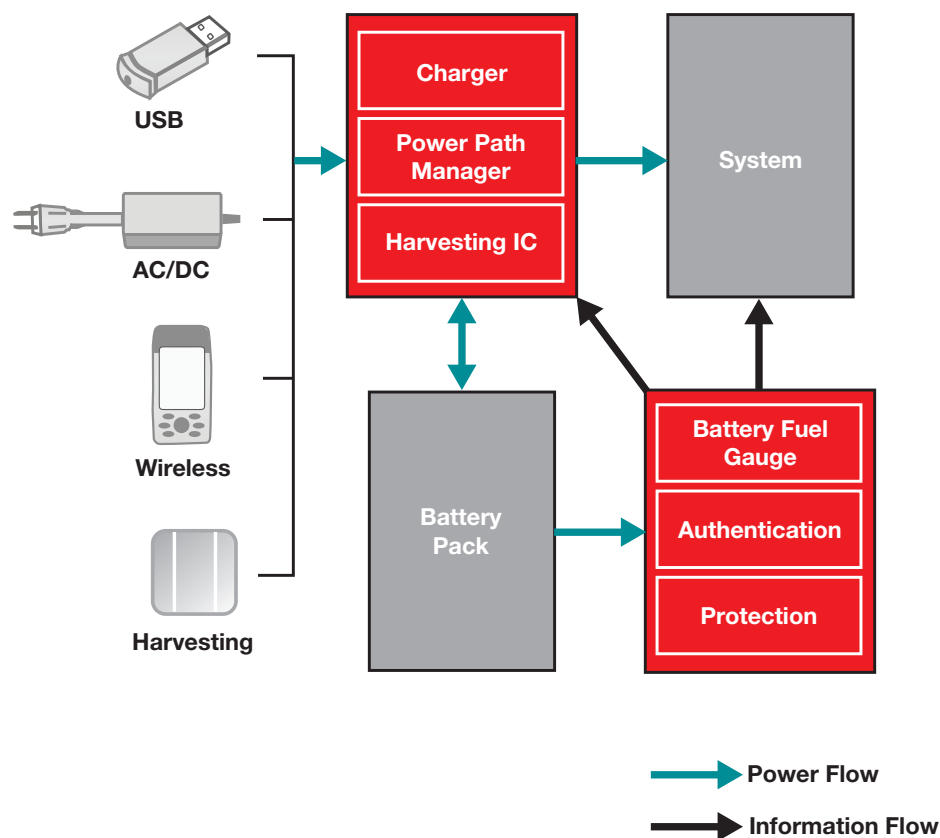 USB
AC/DC
Wireless
Harvesting
Charger
Power Path
Manager
Harvesting IC
System
Battery
Pack
Battery Fuel
Gauge
Authentication
Protection
Power Flow
Information Flow